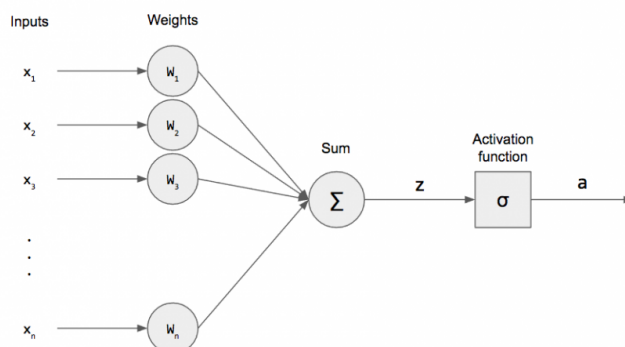 Inputs
Weights
x₁
W₁
x₂
W₂
x₃
W₃
Sum
Σ
z
Activation
function
σ
a
.
.
.
xₙ
Wₙ